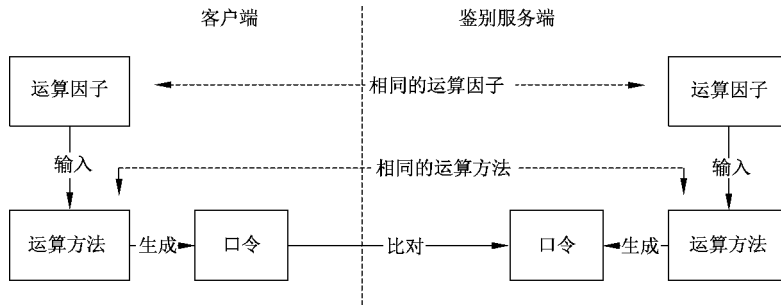 客户端
鉴别服务端
运算因子
相同的运算因子
运算因子
输入
相同的运算方法
输入
运算方法
生成
口令
比对
口令
生成
运算方法